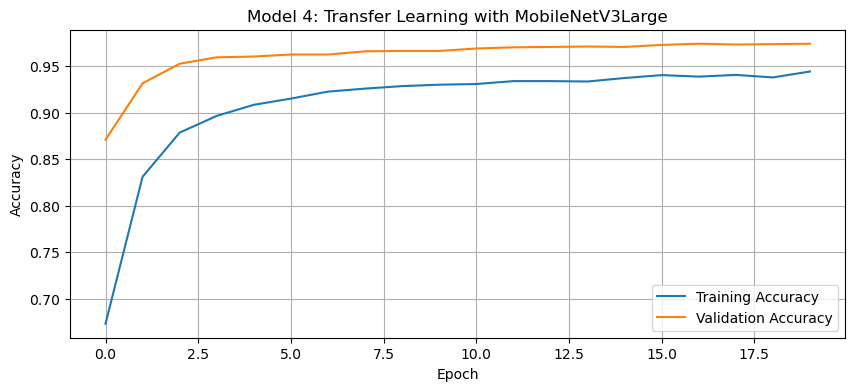 Model 4: Transfer Learning with MobileNetV3Large
Accuracy
0.95
0.90
0.85
0.80
0.75
0.70
0.0 2.5 5.0 7.5 10.0 12.5 15.0 17.5
Epoch
Training Accuracy
Validation Accuracy